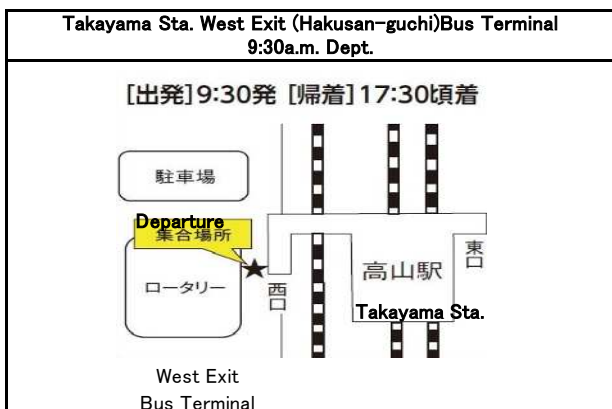 Takayama Sta. West Exit (Hakusan-guchi)Bus Terminal
9:30a.m. Dept.
[出発]9:30発 [帰着]17:30頃着
駐車場
Departure
集合場所
ロータリー
西口
高山駅
東口
Takayama Sta.
West Exit
Bus Terminal